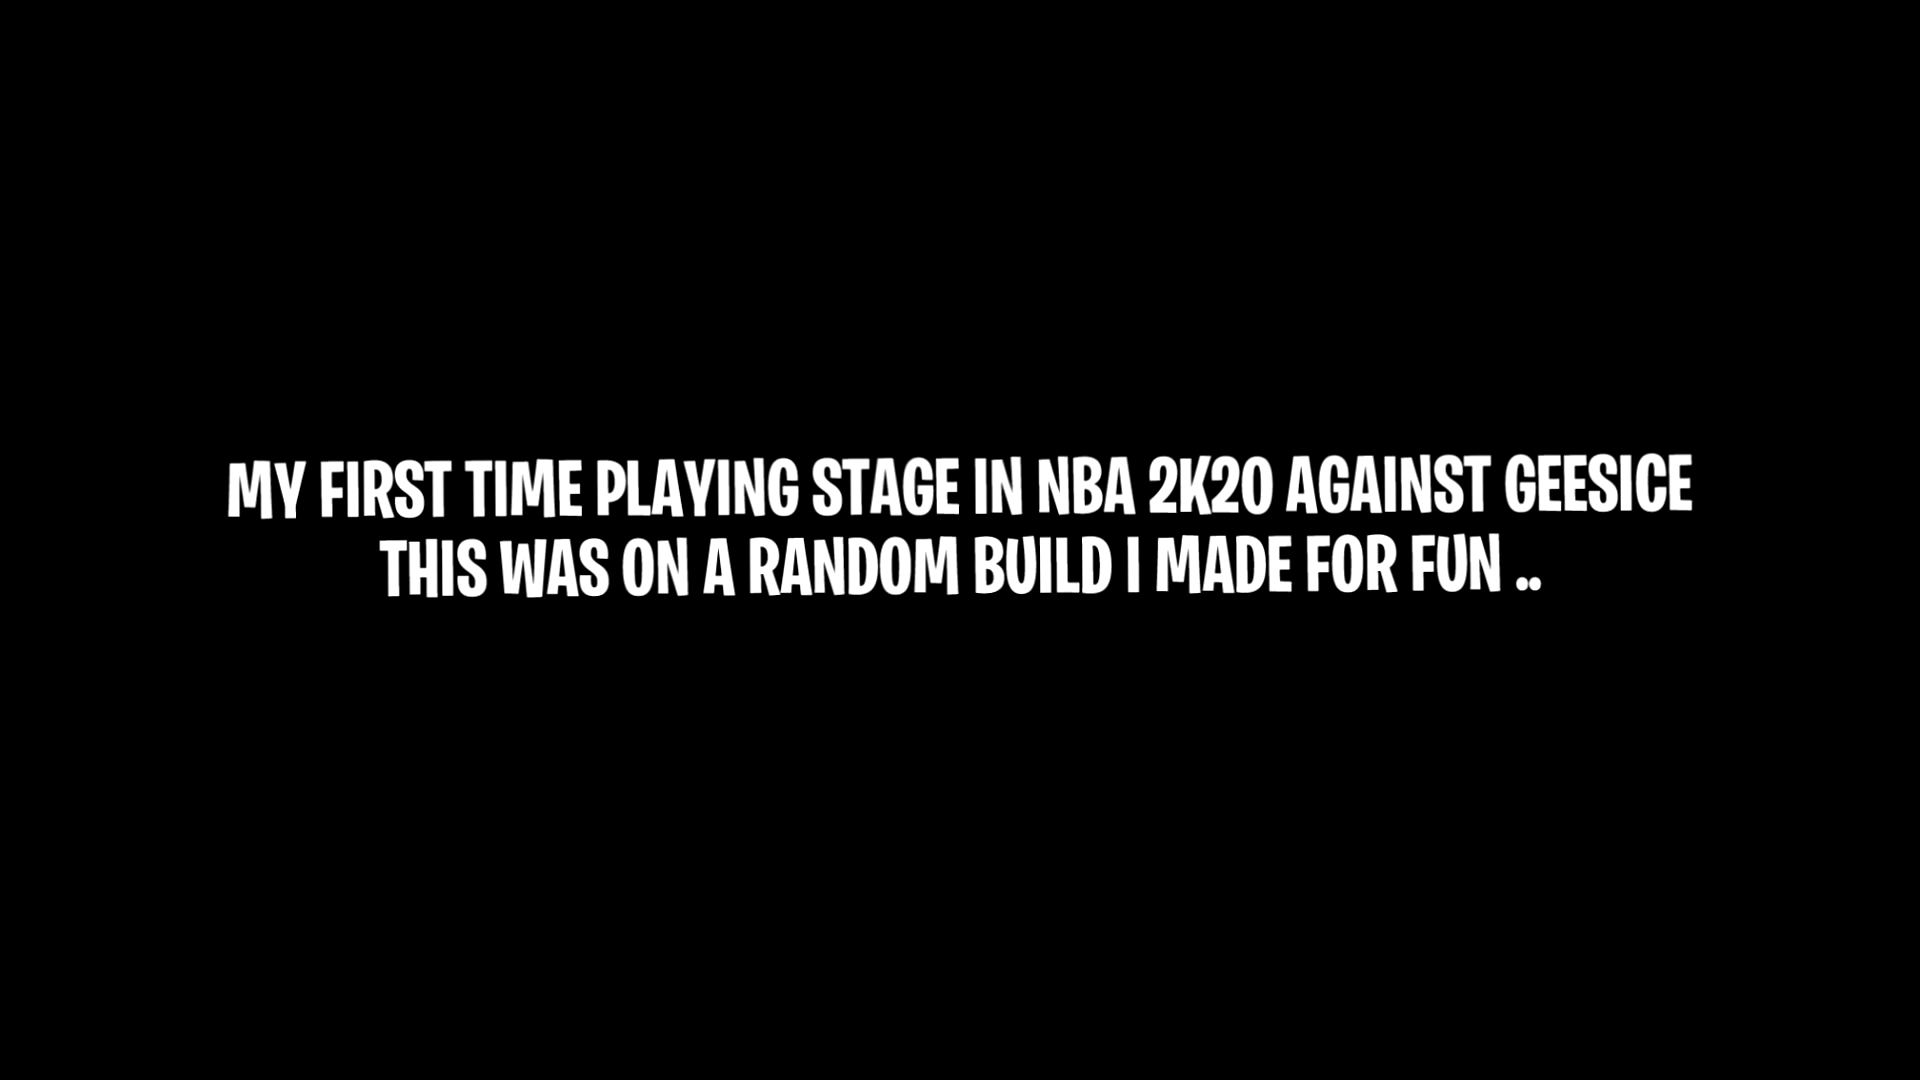 MY FIRST TIME PLAYING STAGE IN NBA 2K20 AGAINST GEESICE
THIS WAS ON A RANDOM BUILD I MADE FOR FUN ..